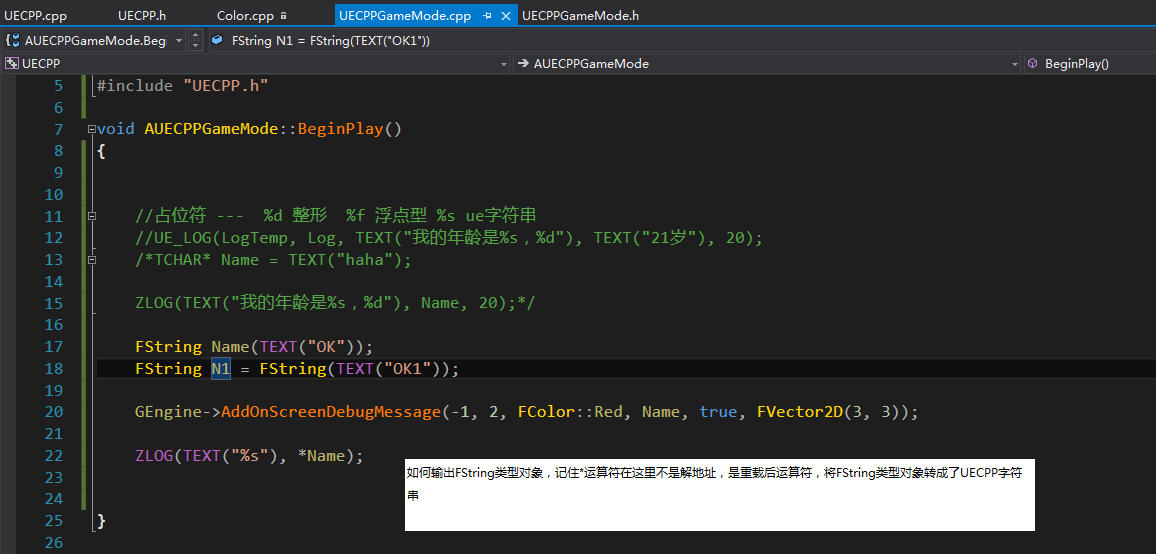 UECPP.cpp UECPP.h Color.cpp UECPPGameMode.cpp UECPPGameMode.h
AUECPPGameMode.Beg FString N1 = FString(TEXT("OK1"))
UECPP AUECPPGameMode BeginPlay()
5 #include "UECPP.h"
6
7 void AUECPPGameMode::BeginPlay()
8 {
9
10
11 //占位符 --- %d 整形 %f 浮点型 %s ue字符串
12 //UE_LOG(LogTemp, Log, TEXT("我的年龄是%s，%d"), TEXT("21岁"), 20);
13 /*TCHAR* Name = TEXT("haha");
14
15 ZLOG(TEXT("我的年龄是%s，%d"), Name, 20);*/
16
17 FString Name(TEXT("OK"));
18 FString N1 = FString(TEXT("OK1"));
19
20 GEngine->AddOnScreenDebugMessage(-1, 2, FColor::Red, Name, true, FVector2D(3, 3));
21
22 ZLOG(TEXT("%s"), *Name);
如何输出FString类型对象，记住*运算符在这里不是解地址，是重载后运算符，将FString类型对象转成了UECPP字符
23
串
24
25 }
26